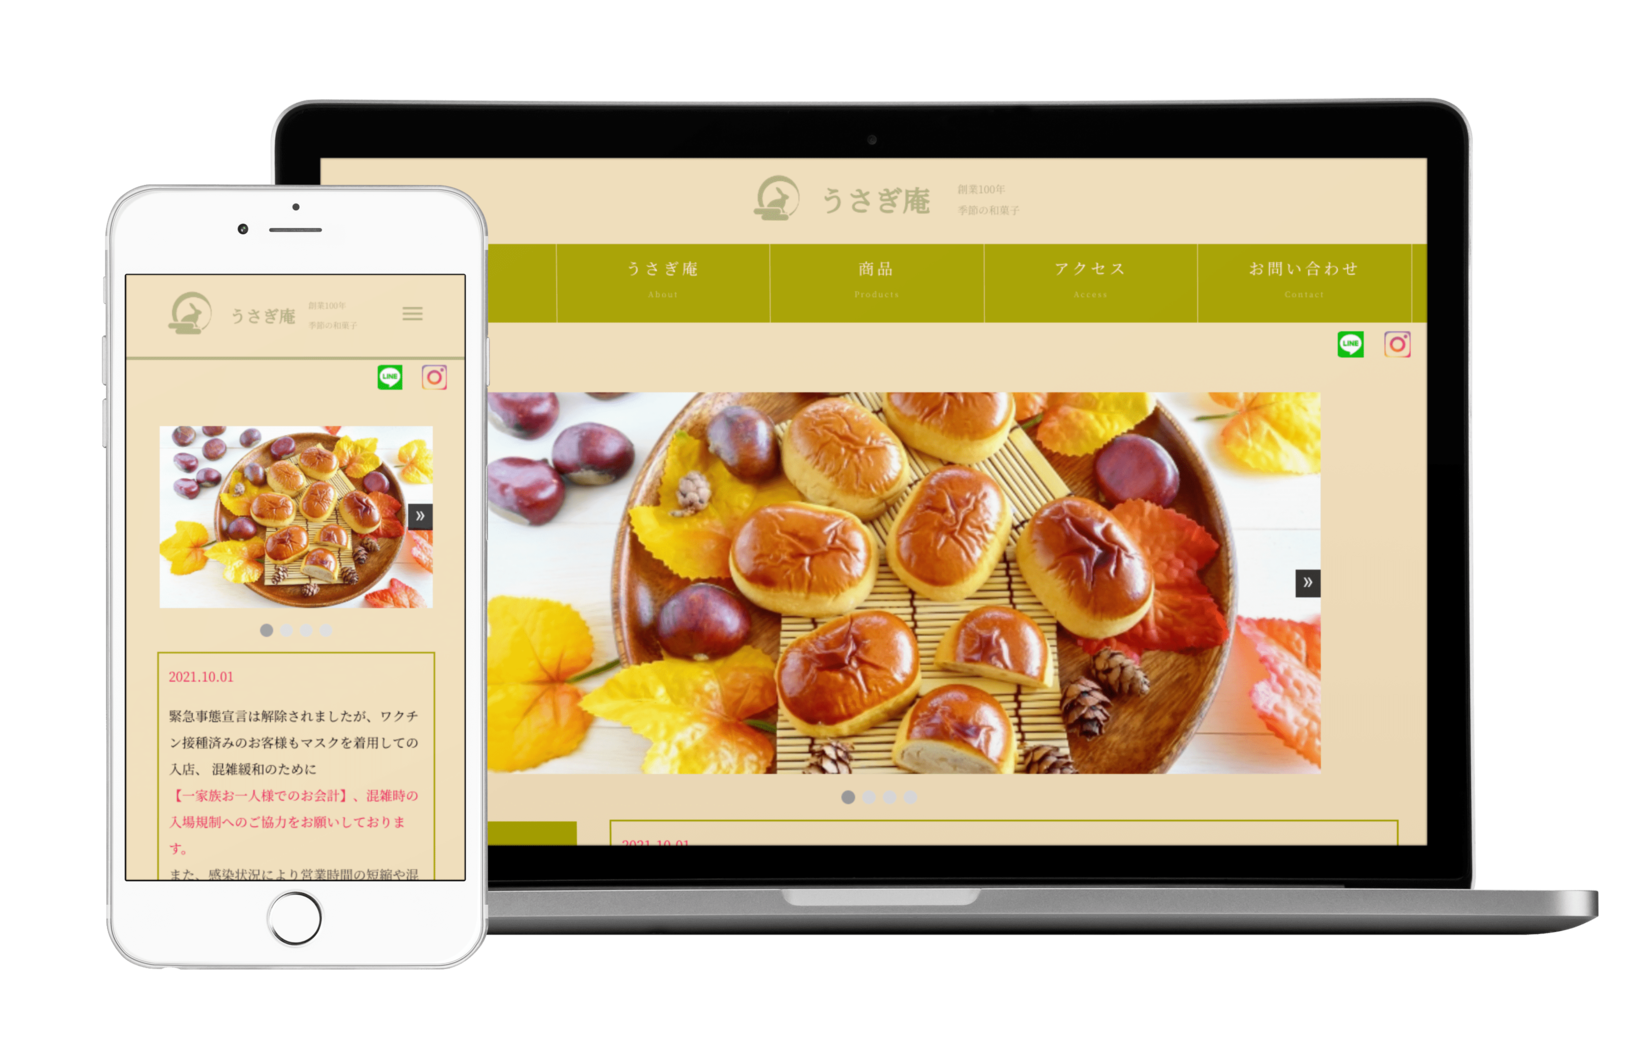 うさぎ庵
創業100年
季節の和菓子
うさぎ庵
About
商品
Products
アクセス
Access
お問い合わせ
Contact
LINE
»
2021.10.01
うさぎ庵
創業100年
季節の和菓子
LINE
»
2021.10.01
緊急事態宣言は解除されましたが、ワクチ
ン接種済みのお客様もマスクを着用しての
入店、 混雑緩和のために
【一家族お一人様でのお会計】、混雑時の
入場規制へのご協力をお願いしておりま
す。
また、感染状況により営業時間の短縮や混